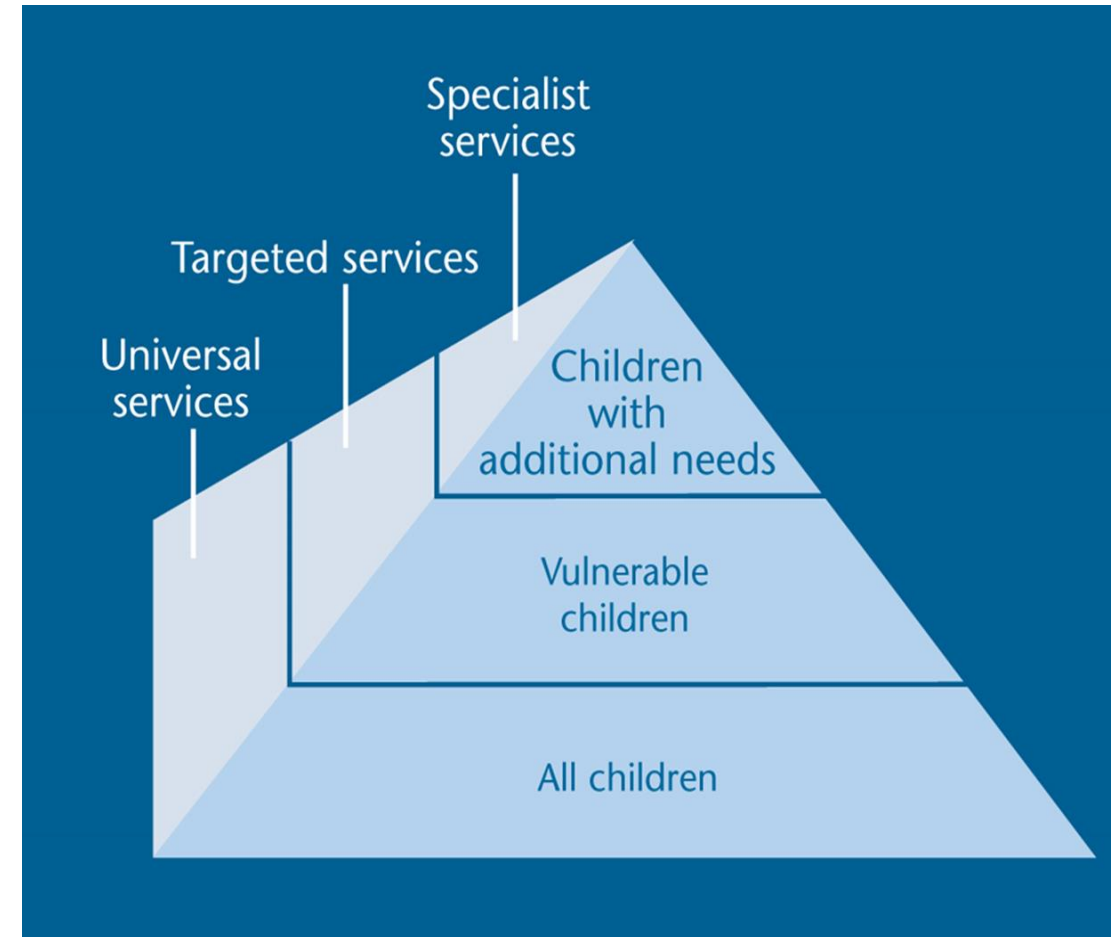 Specialist
services
Targeted services
Universal
services
Children
with
additional needs
Vulnerable
children
All children